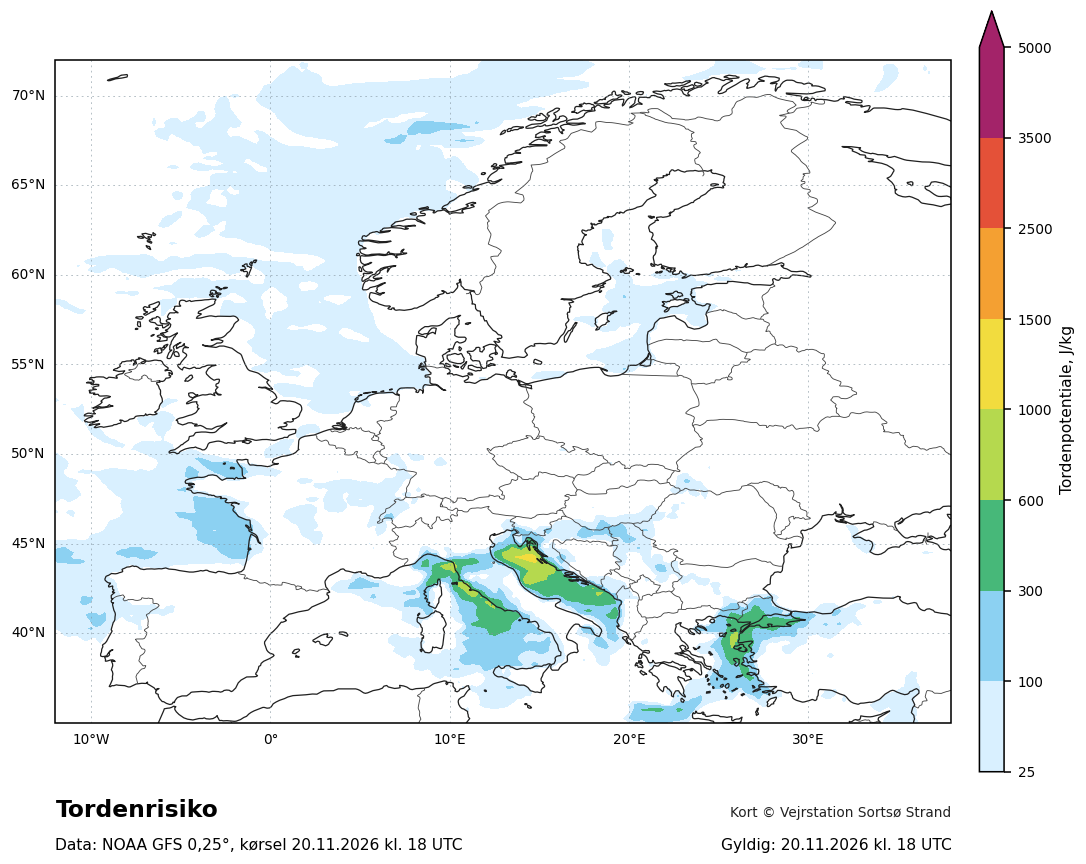 70°N
65°N
60°N
55°N
50°N
45°N
40°N
10°W
0°
10°E
20°E
30°E
5000
3500
2500
1500
1000
600
300
100
25
Tordenpotentiale, J/kg
Tordenrisiko
Kort © Vejrstation Sortsø Strand
Data: NOAA GFS 0,25°, kørsel 20.11.2026 kl. 18 UTC
Gyldig: 20.11.2026 kl. 18 UTC